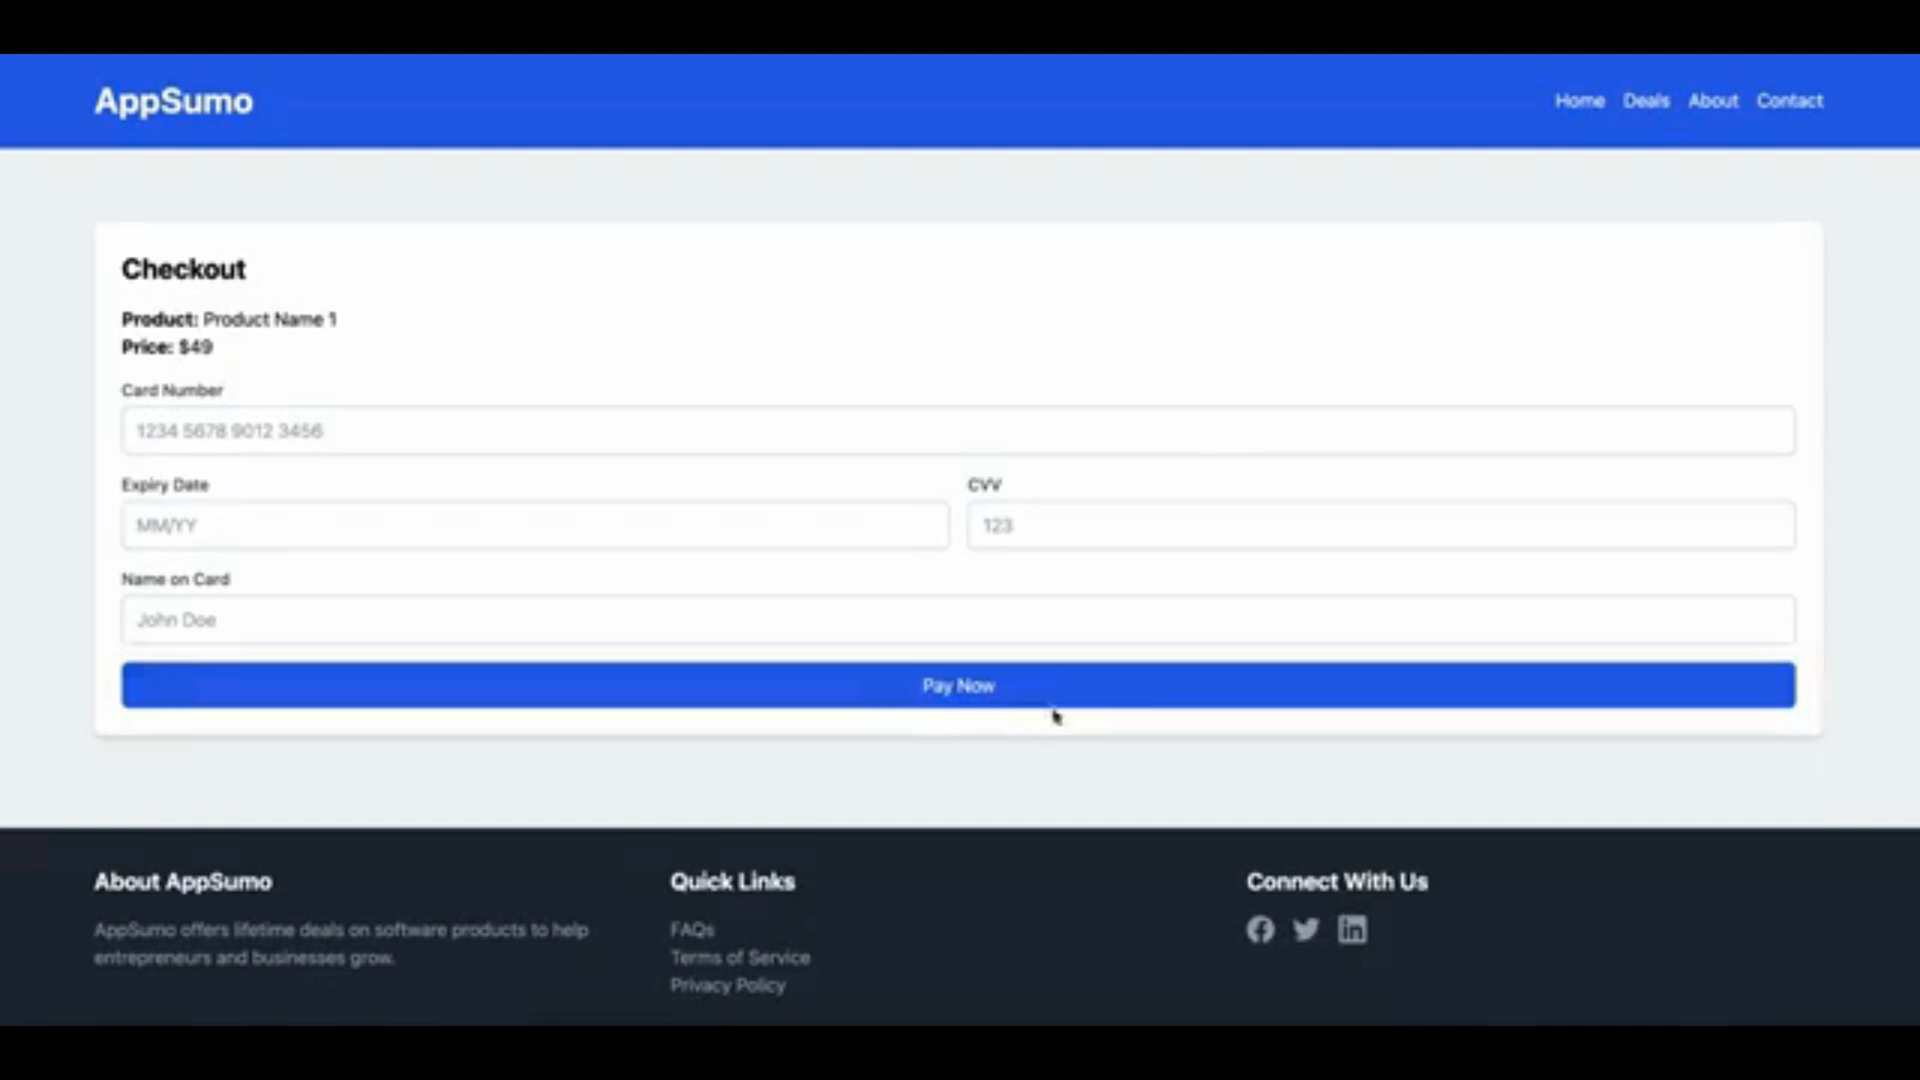 AppSumo
Home Deals About Contact
Checkout
Product: Product Name 1
Price: $49
Card Number
1234 5678 9012 3456
Expiry Date
CVV
MM/YY
123
Name on Card
John Doe
Pay Now
About AppSumo
AppSumo offers lifetime deals on software products to help
entrepreneurs and businesses grow.
Quick Links
FAQs
Terms of Service
Privacy Policy
Connect With Us